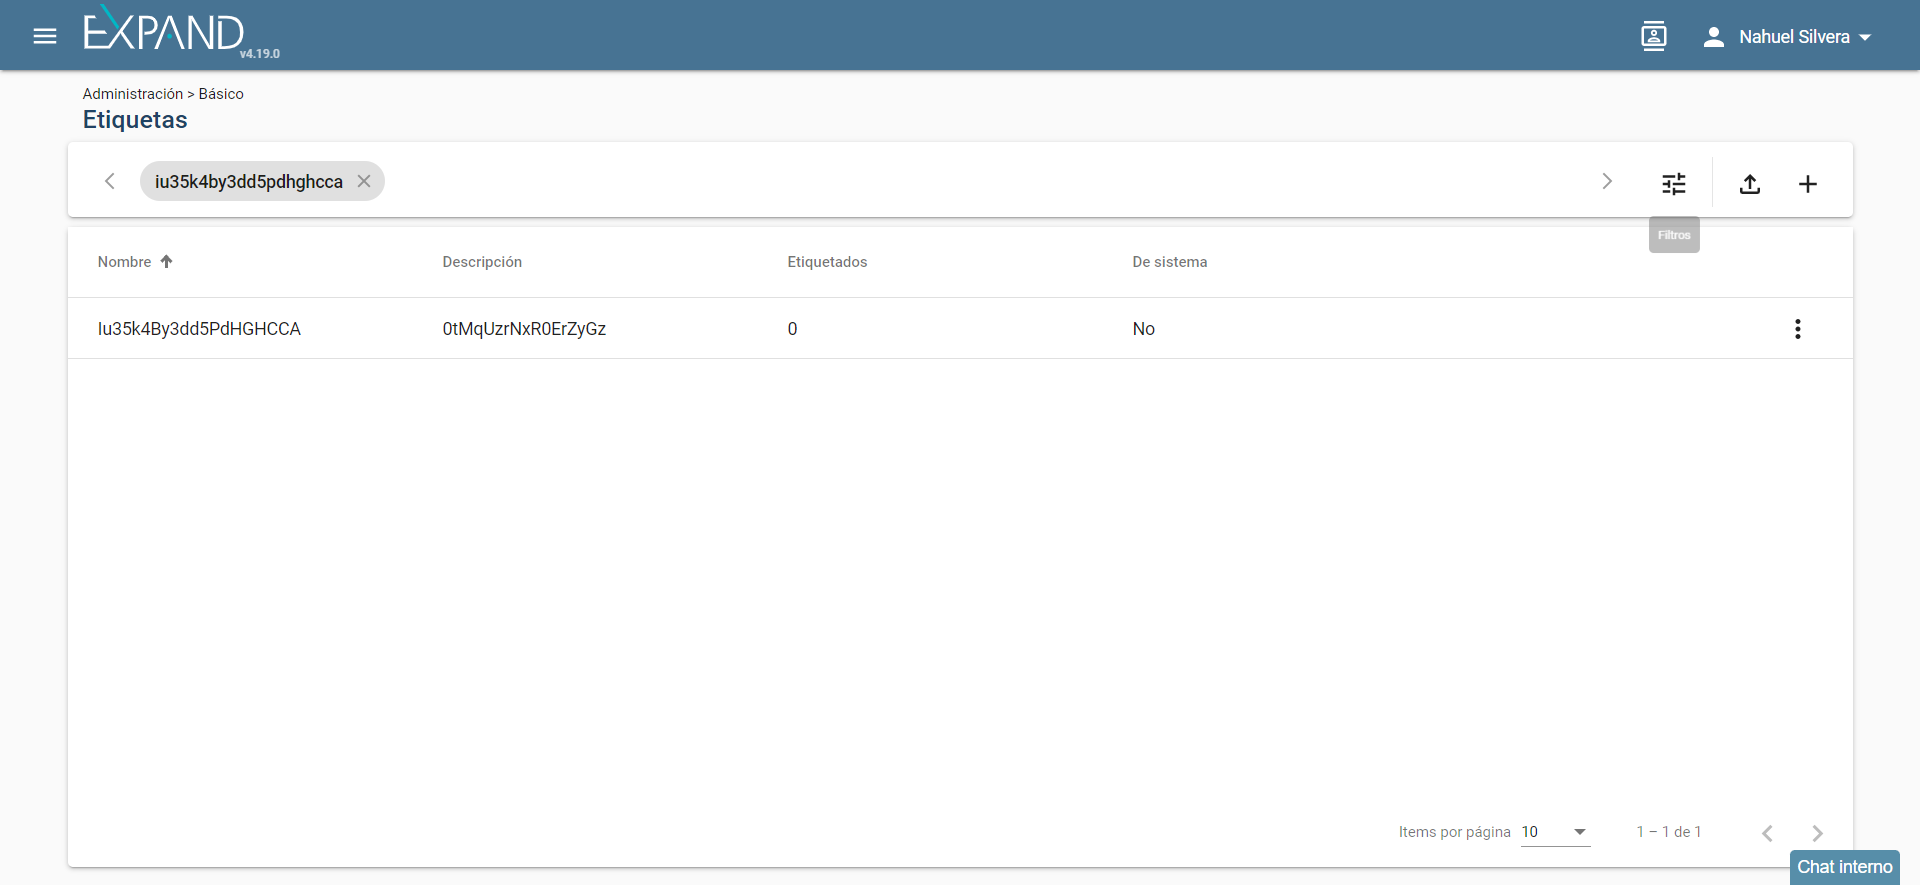 EXPAND
v4.19.0
Nahuel Silvera
Administración > Básico
Etiquetas
iu35k4by3dd5pdhghcca
Filtros
Nombre Descripción Etiquetados De sistema
Iu35k4By3dd5PdHGHCCA 0tMqUzrNxR0ErZyGz 0 No
Items por página 10 1 – 1 de 1
Chat interno